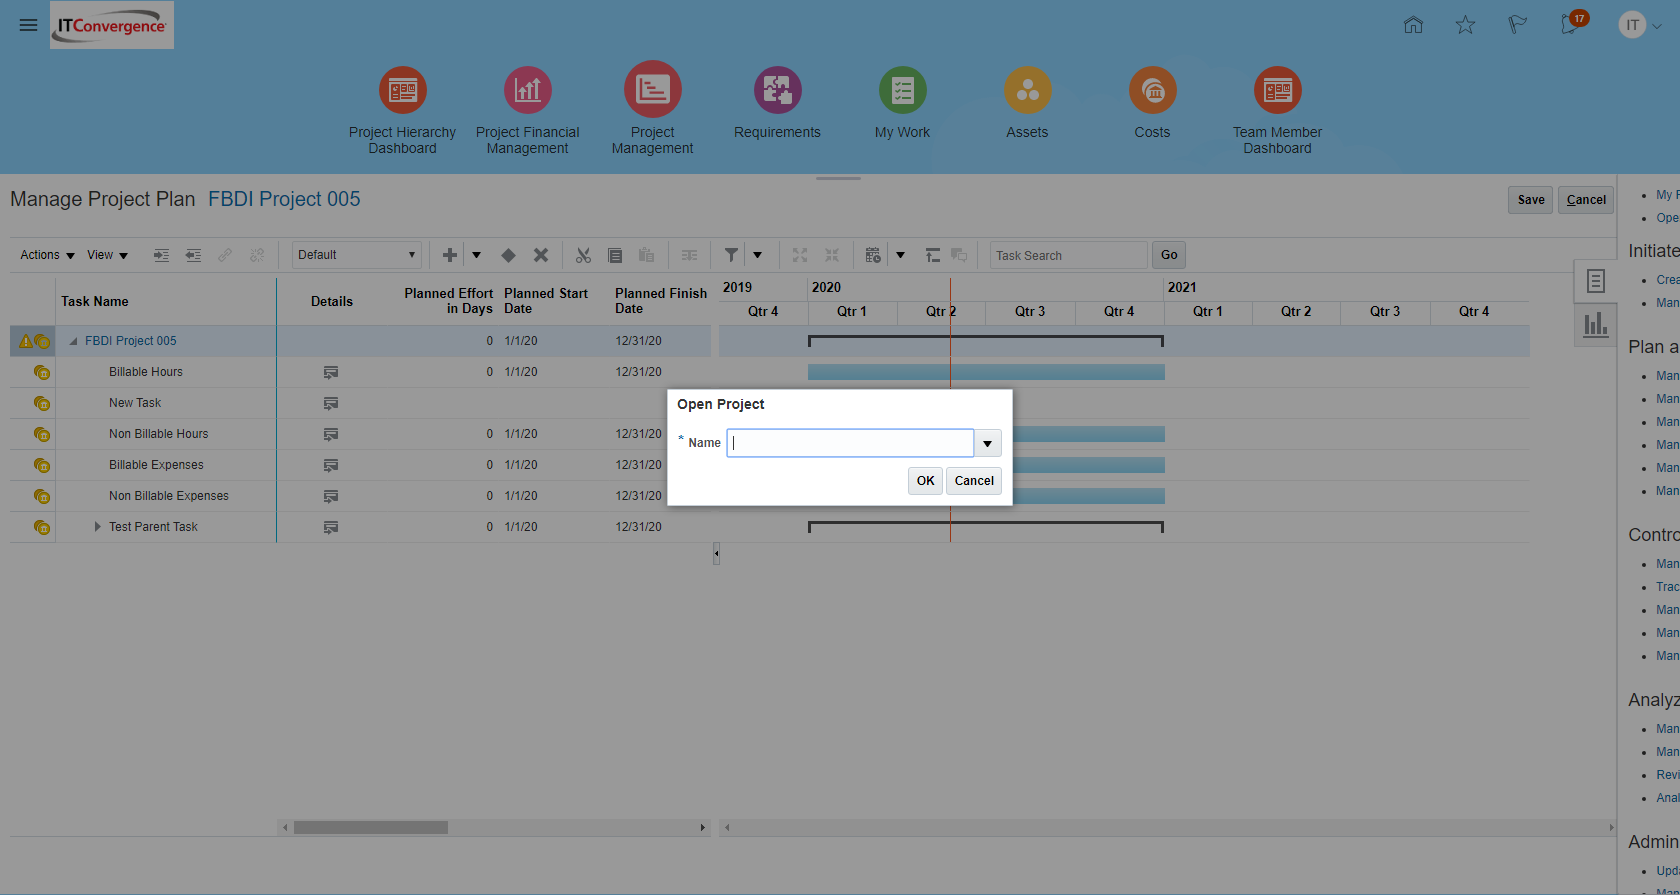 ITConvergence
17
IT
Project Hierarchy
Dashboard
Project Financial
Management
Project
Management
Requirements
My Work
Assets
Costs
Team Member
Dashboard
Manage Project Plan FBDI Project 005
Save
Cancel
Actions
View
Default
Task Search
Go
Task Name
Details
Planned Effort
in Days
Planned Start
Date
Planned Finish
Date
2019
2020
2021
Qtr 4
Qtr 1
Qtr 2
Qtr 3
Qtr 4
Qtr 1
Qtr 2
Qtr 3
Qtr 4
FBDI Project 005 0 1/1/20 12/31/20
Billable Hours 0 1/1/20 12/31/20
New Task
Non Billable Hours 0 1/1/20 12/31/20
Billable Expenses 0 1/1/20 12/31/20
Non Billable Expenses 0 1/1/20 12/31/20
Test Parent Task 0 1/1/20 12/31/20
Open Project
* Name
OK
Cancel
My
Ope
Initiate
Crea
Man
Plan a
Man
Man
Man
Man
Man
Man
Contro
Man
Trac
Man
Man
Man
Analyz
Man
Man
Revi
Anal
Admin
Upd